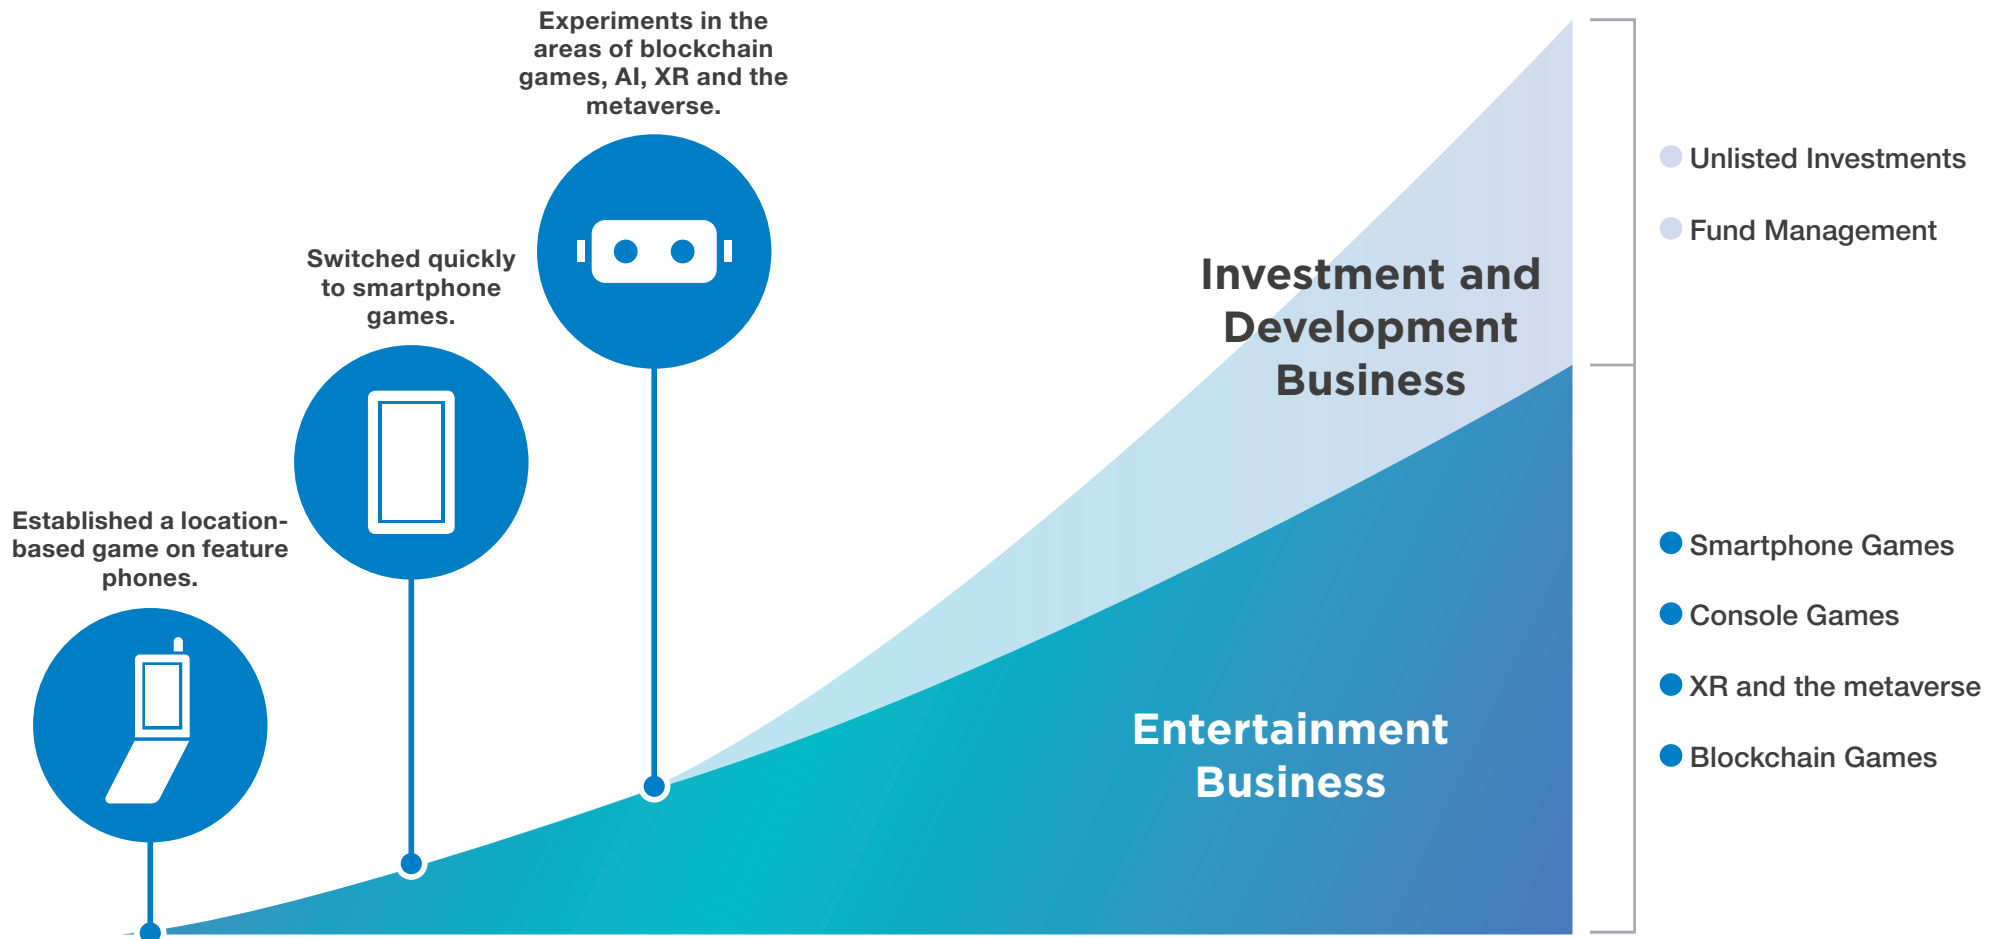 Experiments in the
areas of blockchain
games, AI, XR and the
metaverse.
Switched quickly
to smartphone
games.
Established a location-
based game on feature
phones.
Investment and
Development
Business
Entertainment
Business
Unlisted Investments
Fund Management
Smartphone Games
Console Games
XR and the metaverse
Blockchain Games